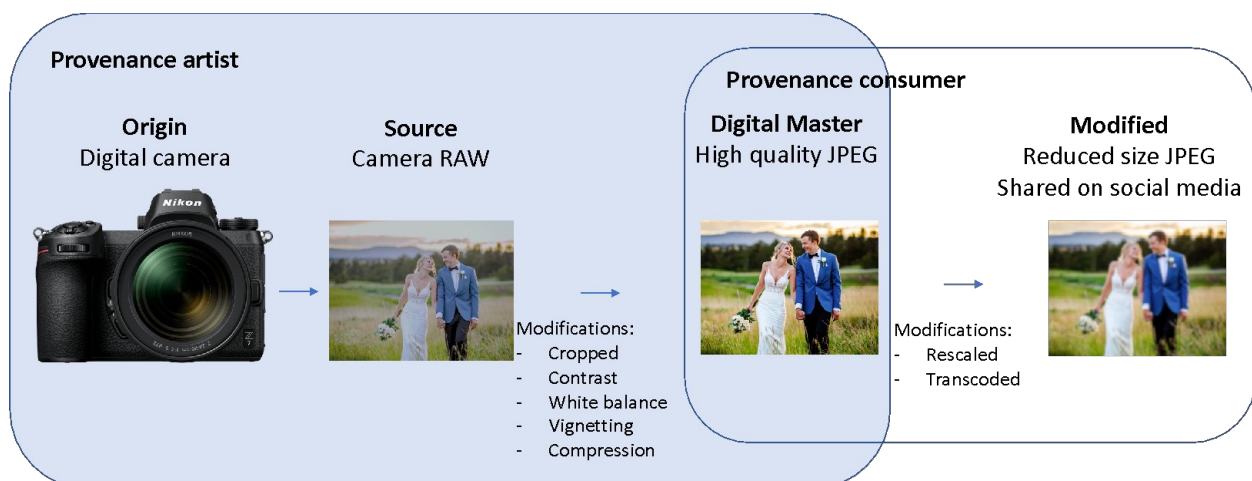 Provenance artist
Provenance consumer
Origin
Digital camera
Nikon
Source
Camera RAW
Modifications:
- Cropped
- Contrast
- White balance
- Vignetting
- Compression
Digital Master
High quality JPEG
Modifications:
- Rescaled
- Transcoded
Modified
Reduced size JPEG
Shared on social media